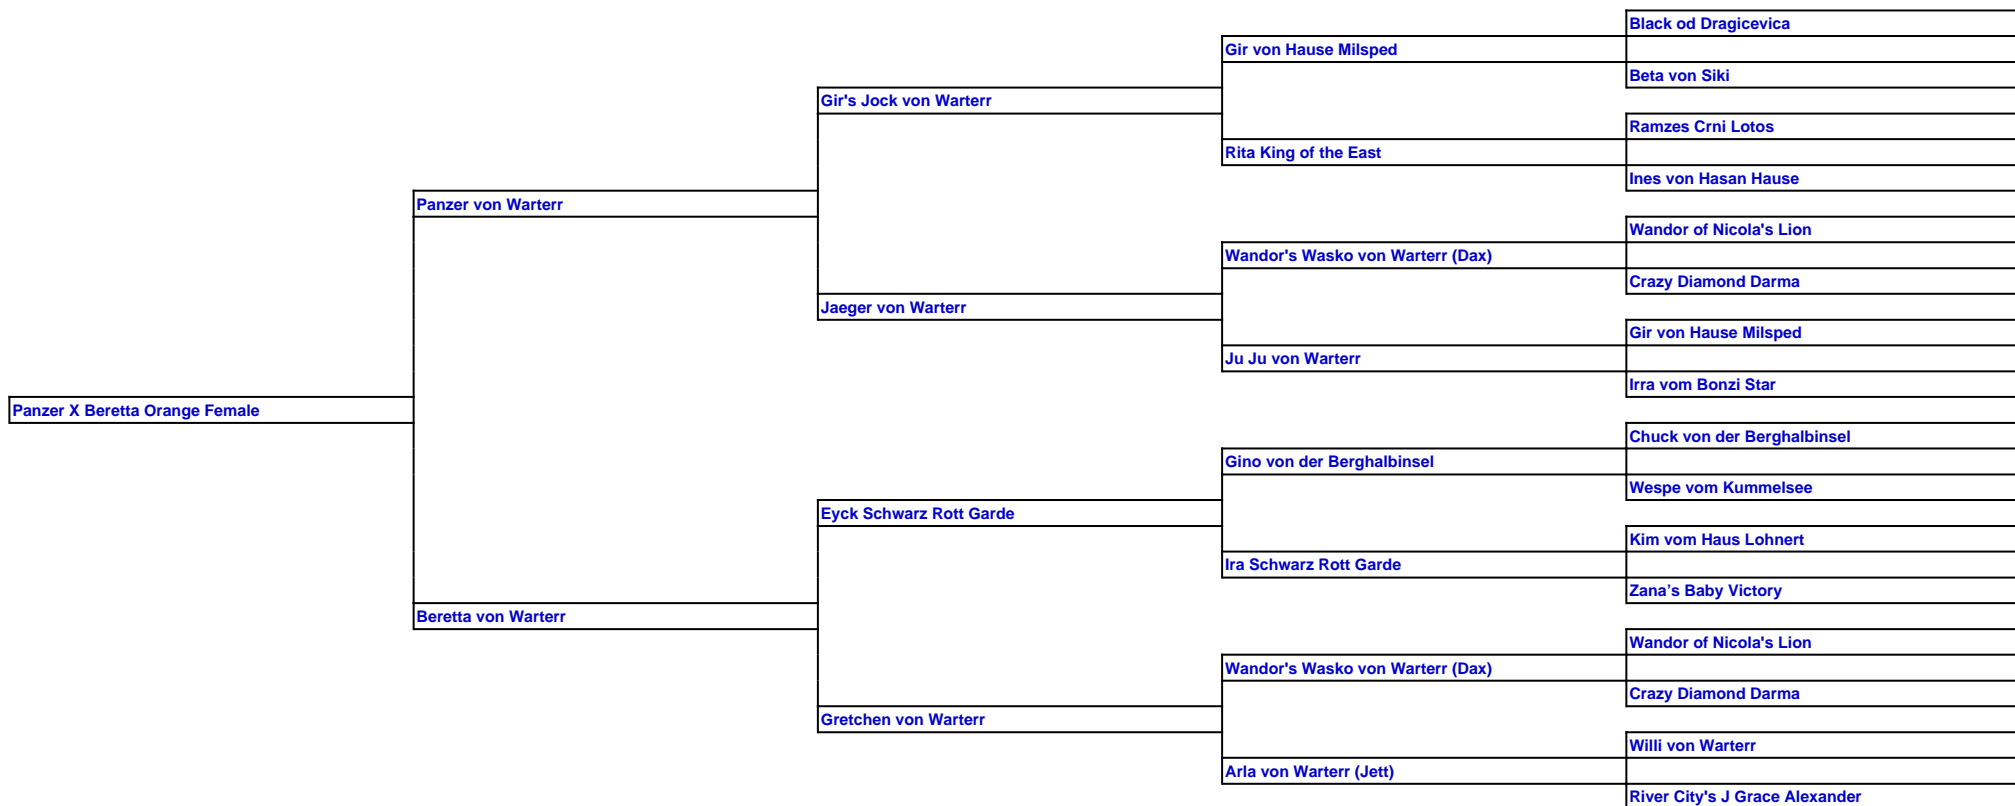 Black od Dragicevica
Gir von Hause Milsped
Beta von Siki
Gir's Jock von Warterr
Ramzes Crni Lotos
Rita King of the East
Ines von Hasan Hause
Panzer von Warterr
Wandor of Nicola's Lion
Wandor's Wasko von Warterr (Dax)
Crazy Diamond Darma
Jaeger von Warterr
Gir von Hause Milsped
Ju Ju von Warterr
Irra vom Bonzi Star
Panzer X Beretta Orange Female
Chuck von der Berghalbinsel
Gino von der Berghalbinsel
Wespe vom Kummelsee
Eyck Schwarz Rott Garde
Kim vom Haus Lohnert
Ira Schwarz Rott Garde
Zana’s Baby Victory
Beretta von Warterr
Wandor of Nicola's Lion
Wandor's Wasko von Warterr (Dax)
Crazy Diamond Darma
Gretchen von Warterr
Willi von Warterr
Arla von Warterr (Jett)
River City's J Grace Alexander